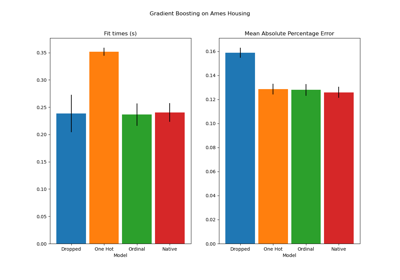 Gradient Boosting on Ames Housing
Fit times (s)
0.35
0.30
0.25
0.20
0.15
0.10
0.05
0.00
Dropped One Hot Ordinal Native
Model
Mean Absolute Percentage Error
0.16
0.14
0.12
0.10
0.08
0.06
0.04
0.02
0.00
Dropped One Hot Ordinal Native
Model